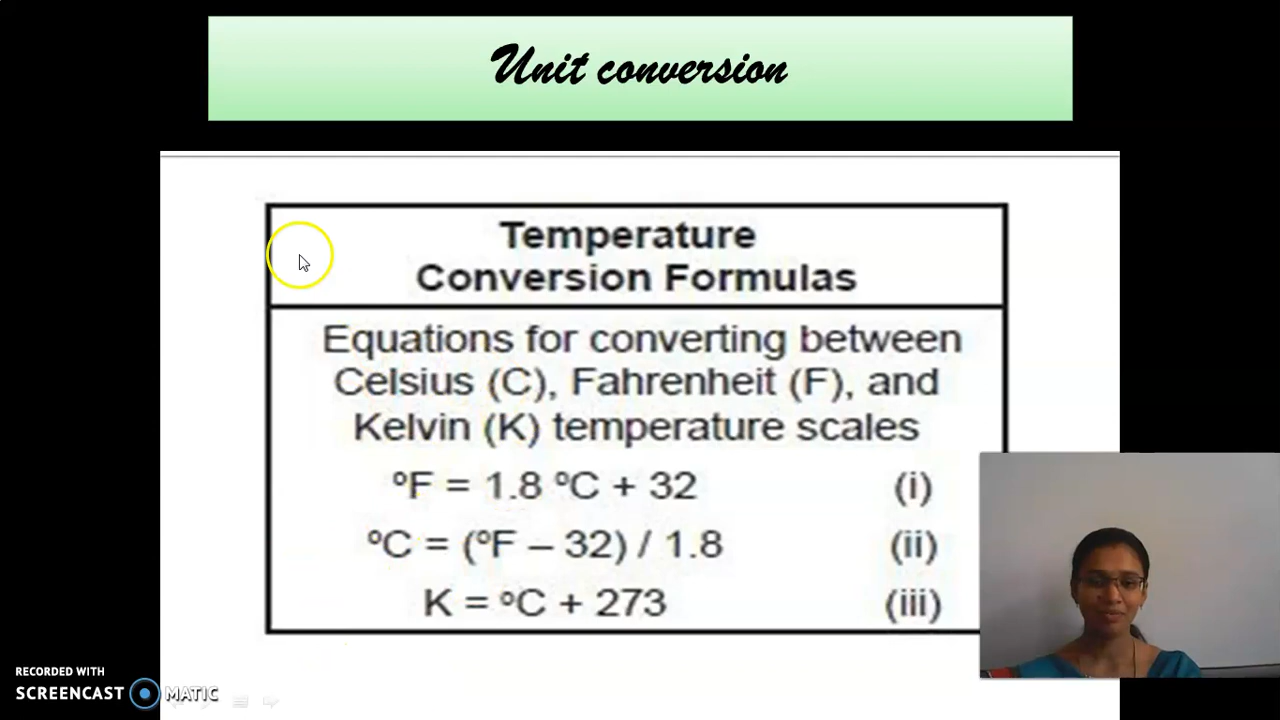 Unit conversion
Temperature
Conversion Formulas
Equations for converting between
Celsius (C), Fahrenheit (F), and
Kelvin (K) temperature scales
ºF = 1.8 ºC + 32 (i)
ºC = (ºF – 32) / 1.8 (ii)
K = ºC + 273 (iii)
RECORDED WITH
SCREENCAST MATIC